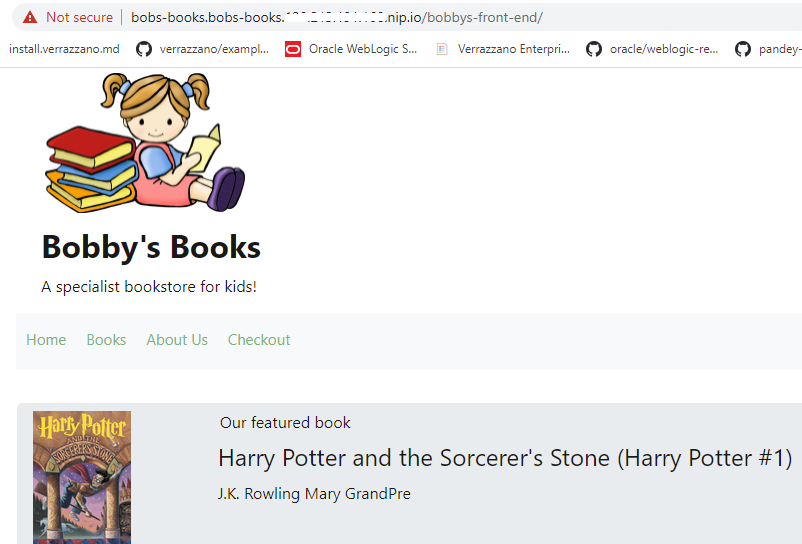 Not secure
bobs-books.bobs-books. nip.io/bobbys-front-end/
install.verrazzano.md verrazzano/exampl... Oracle WebLogic S... Verrazzano Enterpri... oracle/weblogic-re... pandey-
Bobby's Books
A specialist bookstore for kids!
Home Books About Us Checkout
Harry Potter
AND THE
SORCERER'S STONE
Our featured book
Harry Potter and the Sorcerer's Stone (Harry Potter #1)
J.K. Rowling Mary GrandPre